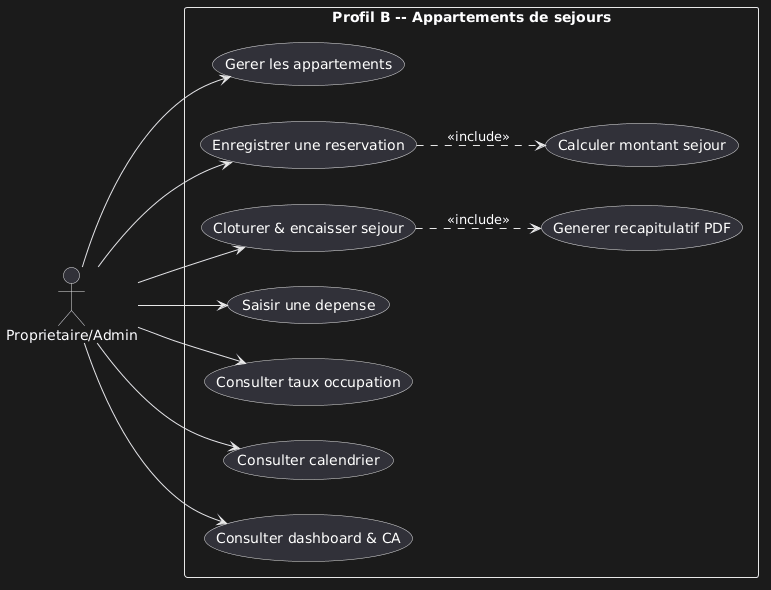 Profil B -- Appartements de sejours
Gerer les appartements
Enregistrer une reservation
«include»
Calculer montant sejour
Cloturer & encaisser sejour
«include»
Generer recapitulatif PDF
Saisir une depense
Proprietaire/Admin
Consulter taux occupation
Consulter calendrier
Consulter dashboard & CA